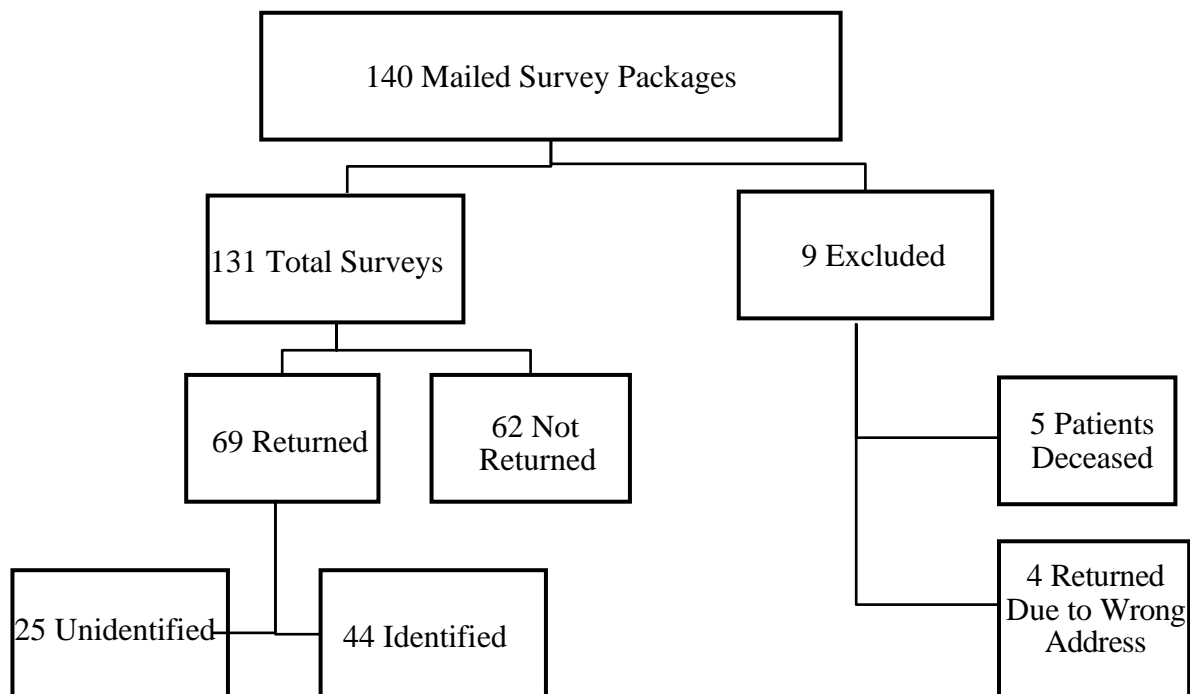 140 Mailed Survey Packages
131 Total Surveys
9 Excluded
69 Returned
62 Not
Returned
5 Patients
Deceased
25 Unidentified
44 Identified
4 Returned
Due to Wrong
Address